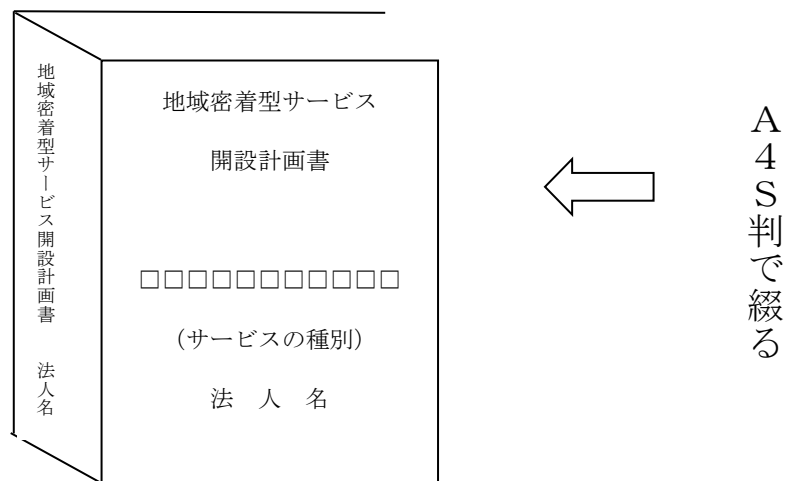 地域密着型サービス開設計画書　法人名
地域密着型サービス
開設計画書
□□□□□□□□□□□
（サービスの種別）
法　人　名
Ａ４Ｓ判で綴る